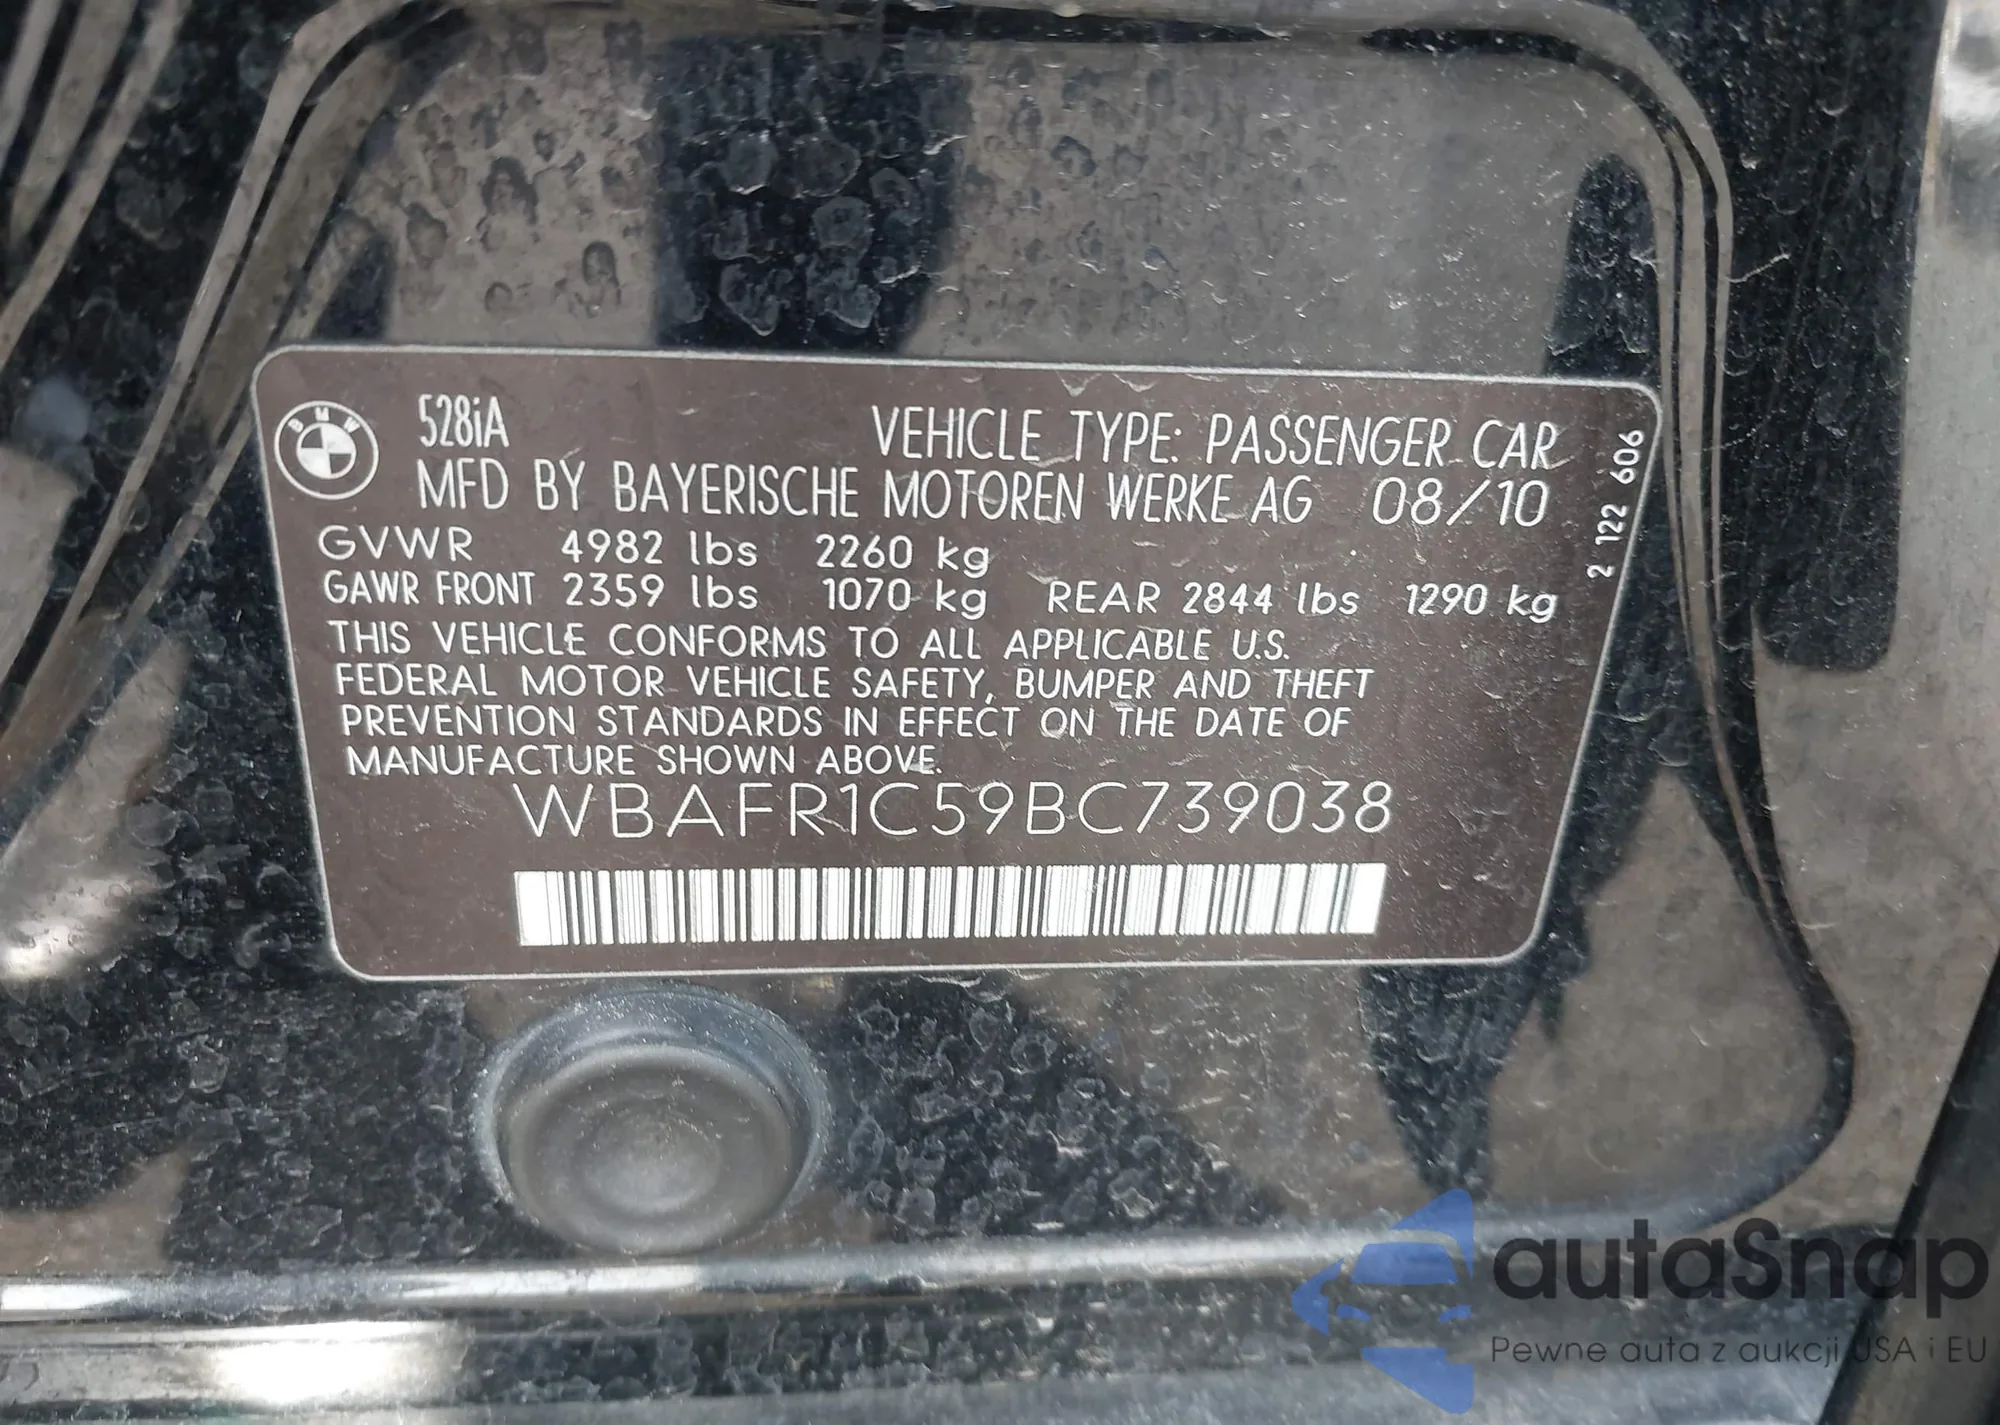 BMW
528iA
VEHICLE TYPE: PASSENGER CAR
MFD BY BAYERISCHE MOTOREN WERKE AG 08/10
GVWR 4982 lbs 2260 kg
GAWR FRONT 2359 lbs 1070 kg REAR 2844 lbs 1290 kg
THIS VEHICLE CONFORMS TO ALL APPLICABLE U.S.
FEDERAL MOTOR VEHICLE SAFETY, BUMPER AND THEFT
PREVENTION STANDARDS IN EFFECT ON THE DATE OF
MANUFACTURE SHOWN ABOVE.
WBAFR1C59BC739038
2 122 606
autasnap
Pewne auta z aukcji USA i EU